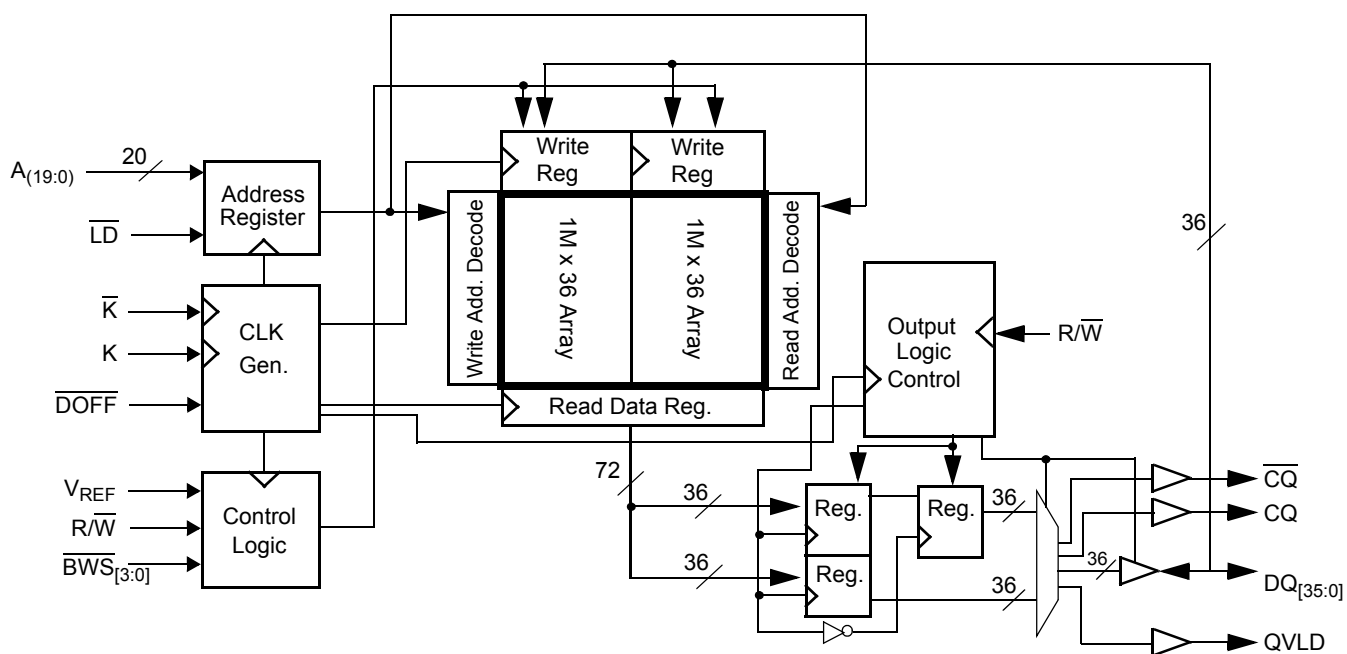 A(19:0)
20
LD
Address
Register
K
K
DOFF
CLK
Gen.
VREF
R/W
BWS[3:0]
Control
Logic
Write
Reg
Write
Reg
Write Add. Decode
1M x 36 Array
1M x 36 Array
Read Add. Decode
Read Data Reg.
72
36
36
Reg.
Reg.
Reg.
Output
Logic
Control
R/W
36
36
36
36
CQ
CQ
DQ[35:0]
QVLD